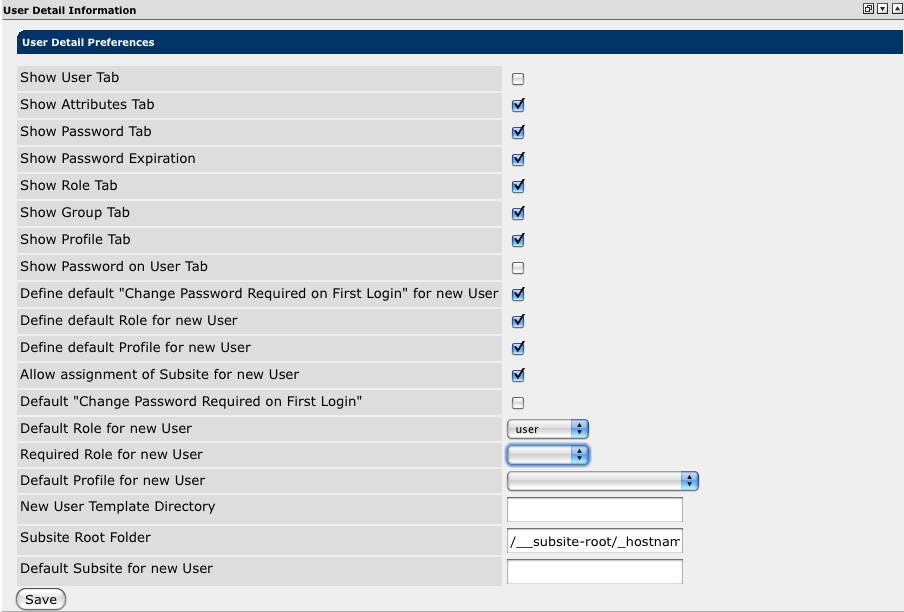 User Detail Information
User Detail Preferences
Show User Tab
Show Attributes Tab
Show Password Tab
Show Password Expiration
Show Role Tab
Show Group Tab
Show Profile Tab
Show Password on User Tab
Define default "Change Password Required on First Login" for new User
Define default Role for new User
Define default Profile for new User
Allow assignment of Subsite for new User
Default "Change Password Required on First Login"
Default Role for new User user
Required Role for new User
Default Profile for new User
New User Template Directory
Subsite Root Folder /__subsite-root/_hostnam
Default Subsite for new User
Save